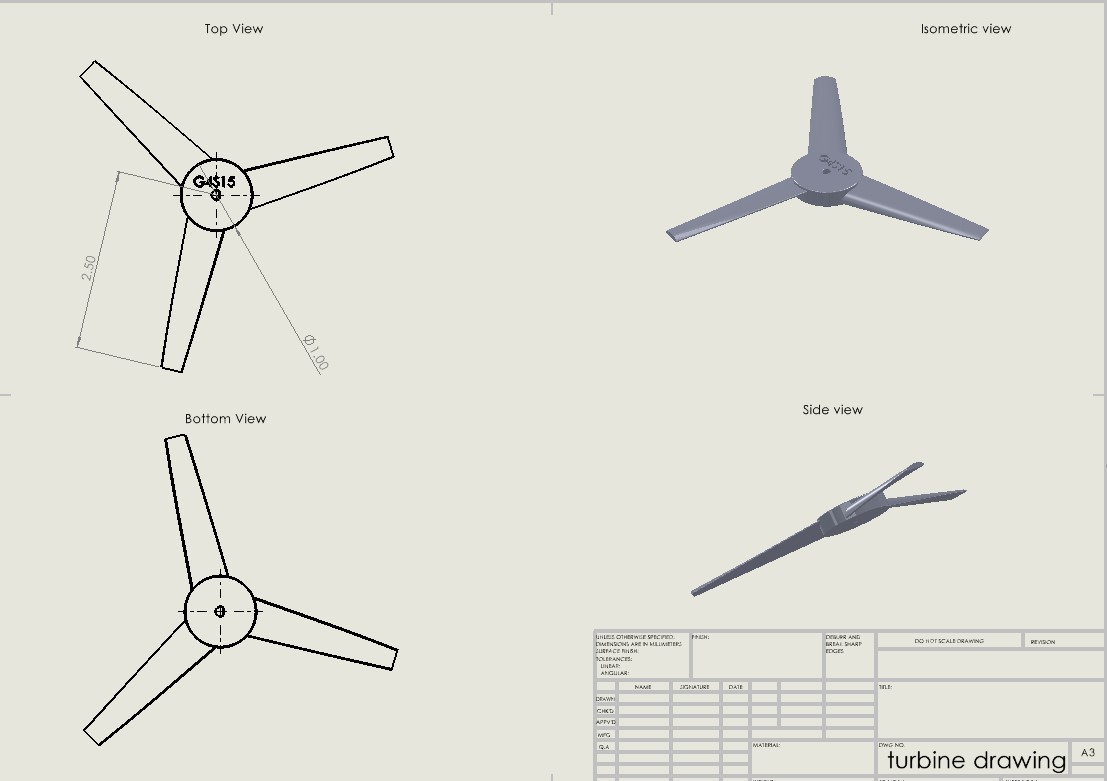 Top View
Isometric view
G4S15
2.50
Ø1.00
G4S15
Bottom View
Side view
UNLESS OTHERWISE SPECIFIED:
DIMENSIONS ARE IN MILLIMETERS
SURFACE FINISH:
TOLERANCES:
LINEAR:
ANGULAR:
FINISH:
DEBURR AND
BREAK SHARP
EDGES
DO NOT SCALE DRAWING
REVISION
NAME
SIGNATURE
DATE
TITLE:
DRAWN
CHK'D
APPV'D
MFG
Q.A
MATERIAL:
DWG NO.
turbine drawing
A3